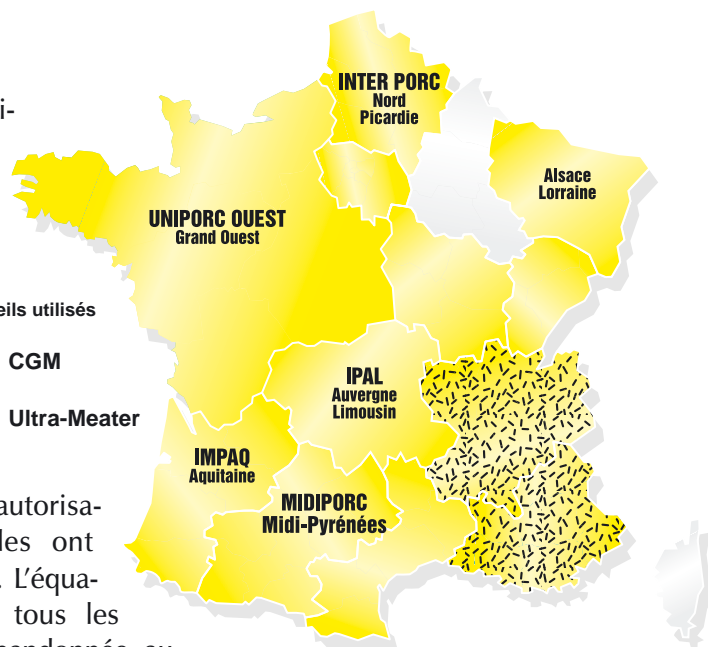 i-
INTER PORC
Nord
Picardie
Alsace
Lorraine
UNIPORC OUEST
Grand Ouest
eils utilisés
CGM
Ultra-Meater
IPAL
Auvergne
Limousin
IMPAQ
Aquitaine
MIDIPORC
Midi-Pyrénées
autorisa-
les ont
. L'équa-
tous les